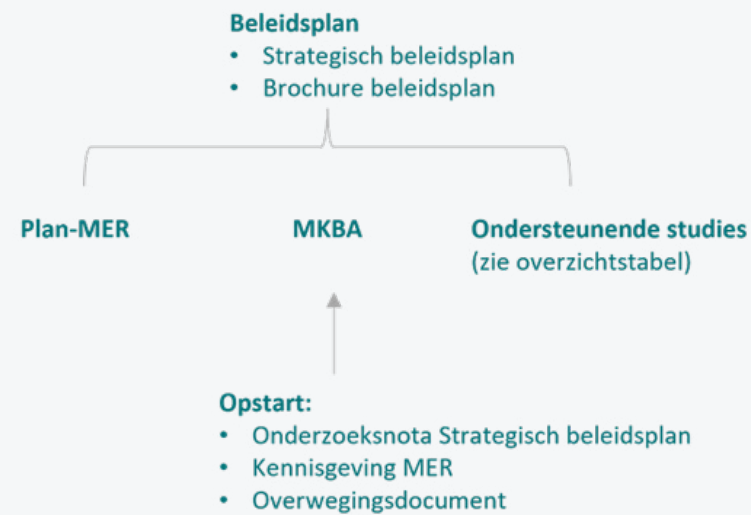 Beleidsplan
• Strategisch beleidsplan
• Brochure beleidsplan
Plan-MER
MKBA
Ondersteunende studies
(zie overzichtstabel)
Opstart:
• Onderzoeksnota Strategisch beleidsplan
• Kennisgeving MER
• Overwegingsdocument